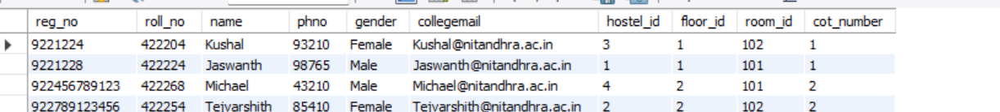 reg_no roll_no name phno gender collegemail hostel_id floor_id room_id cot_number
9221224 422204 Kushal 93210 Female Kushal@nitandhra.ac.in 3 1 102 1
9221228 422224 Jaswanth 98765 Male Jaswanth@nitandhra.ac.in 1 1 101 1
922456789123 422268 Michael 43210 Male Michael@nitandhra.ac.in 4 2 101 2
922789123456 422254 Tejvarshith 85410 Female Tejvarshith@nitandhra.ac.in 2 2 102 2